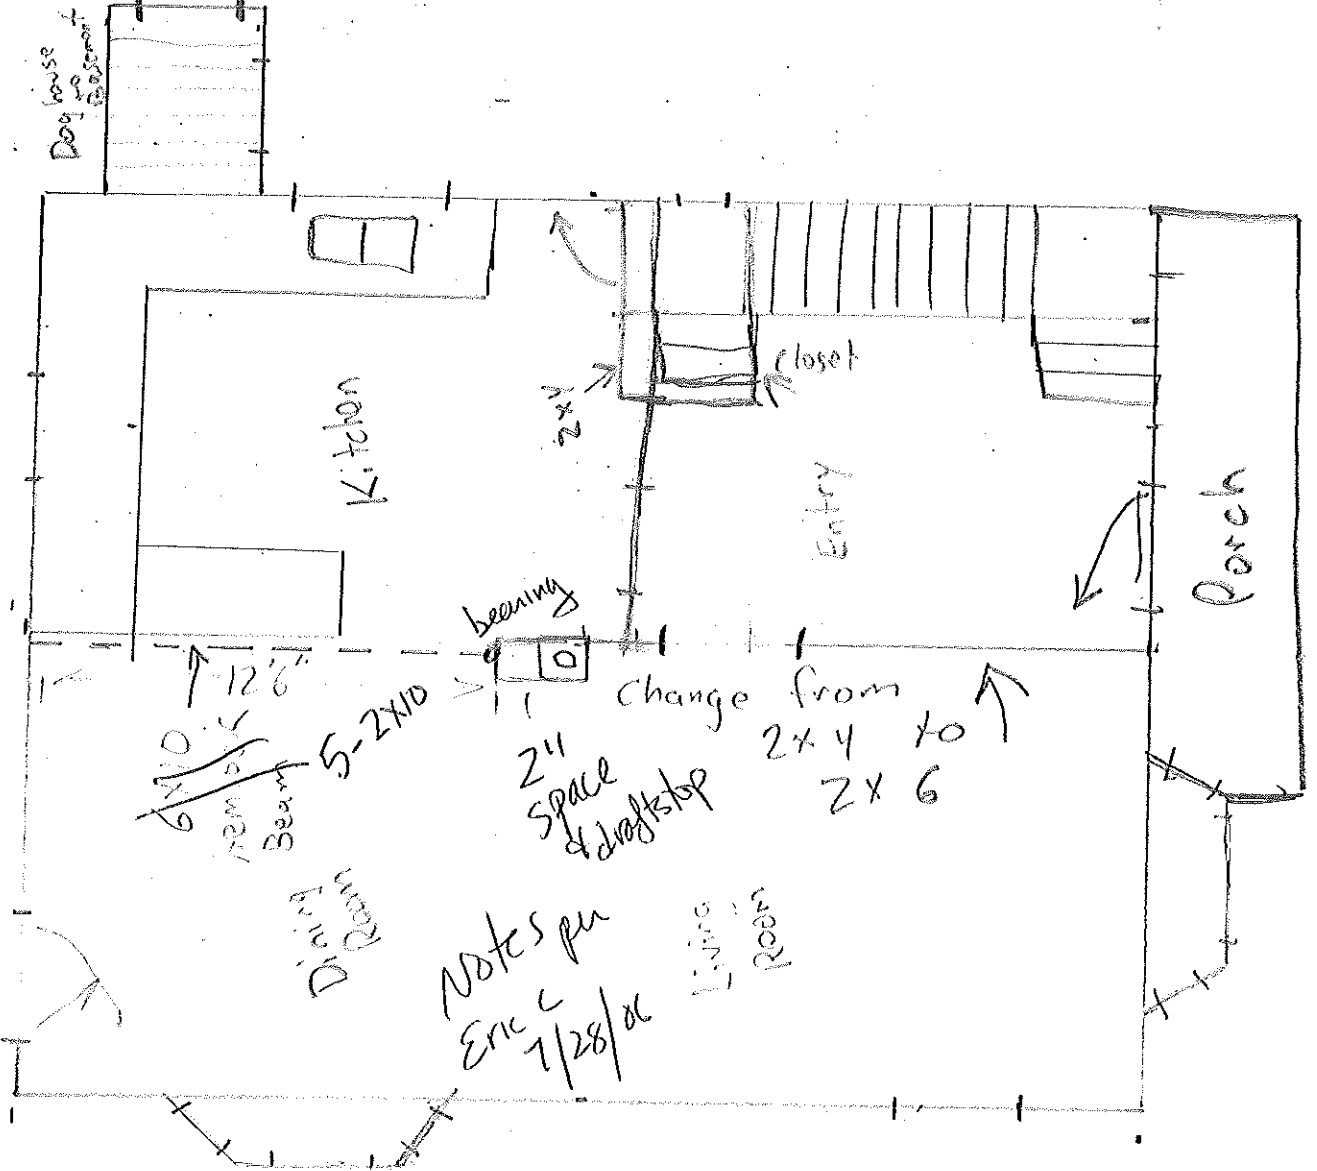 Dog house
Basement
closet
2x4
Kitchen
Entry
Porch
bearing
12'6"
6x10
Beam
5-2x10
Change from
2x4 to
2x6
2"
space
& draftstop
Dining
Room
Living
Room
Notes per
Eric C
7/28/06